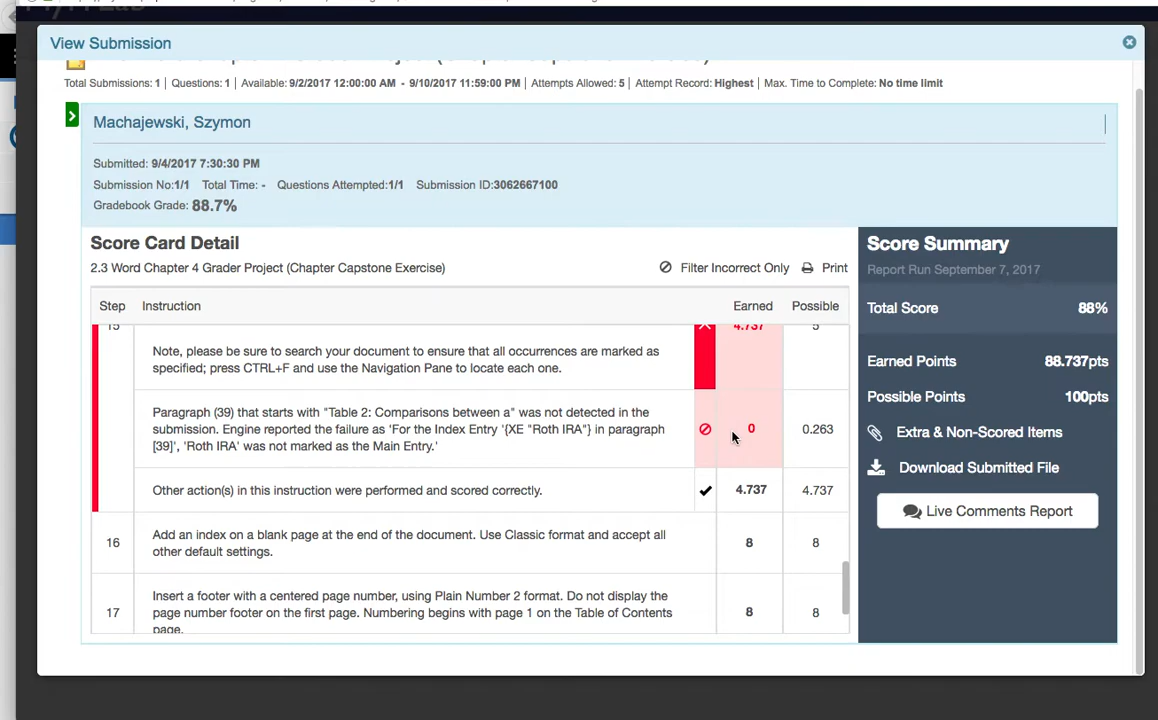 View Submission
Total Submissions: 1 | Questions: 1 | Available: 9/2/2017 12:00:00 AM - 9/10/2017 11:59:00 PM | Attempts Allowed: 5 | Attempt Record: Highest | Max. Time to Complete: No time limit
Machajewski, Szymon
Submitted: 9/4/2017 7:30:30 PM
Submission No:1/1 Total Time: - Questions Attempted:1/1 Submission ID:3062667100
Gradebook Grade: 88.7%
Score Card Detail
2.3 Word Chapter 4 Grader Project (Chapter Capstone Exercise)
Filter Incorrect Only Print
Step Instruction Earned Possible
15 4.737 5
Note, please be sure to search your document to ensure that all occurrences are marked as
specified; press CTRL+F and use the Navigation Pane to locate each one.
Paragraph (39) that starts with "Table 2: Comparisons between a" was not detected in the
submission. Engine reported the failure as 'For the Index Entry '{XE "Roth IRA"} in paragraph
[39]', 'Roth IRA' was not marked as the Main Entry.'
0 0.263
Other action(s) in this instruction were performed and scored correctly. 4.737 4.737
16 Add an index on a blank page at the end of the document. Use Classic format and accept all
other default settings.
8 8
17 Insert a footer with a centered page number, using Plain Number 2 format. Do not display the
page number footer on the first page. Numbering begins with page 1 on the Table of Contents
page.
8 8
Score Summary
Report Run September 7, 2017
Total Score 88%
Earned Points 88.737pts
Possible Points 100pts
Extra & Non-Scored Items
Download Submitted File
Live Comments Report